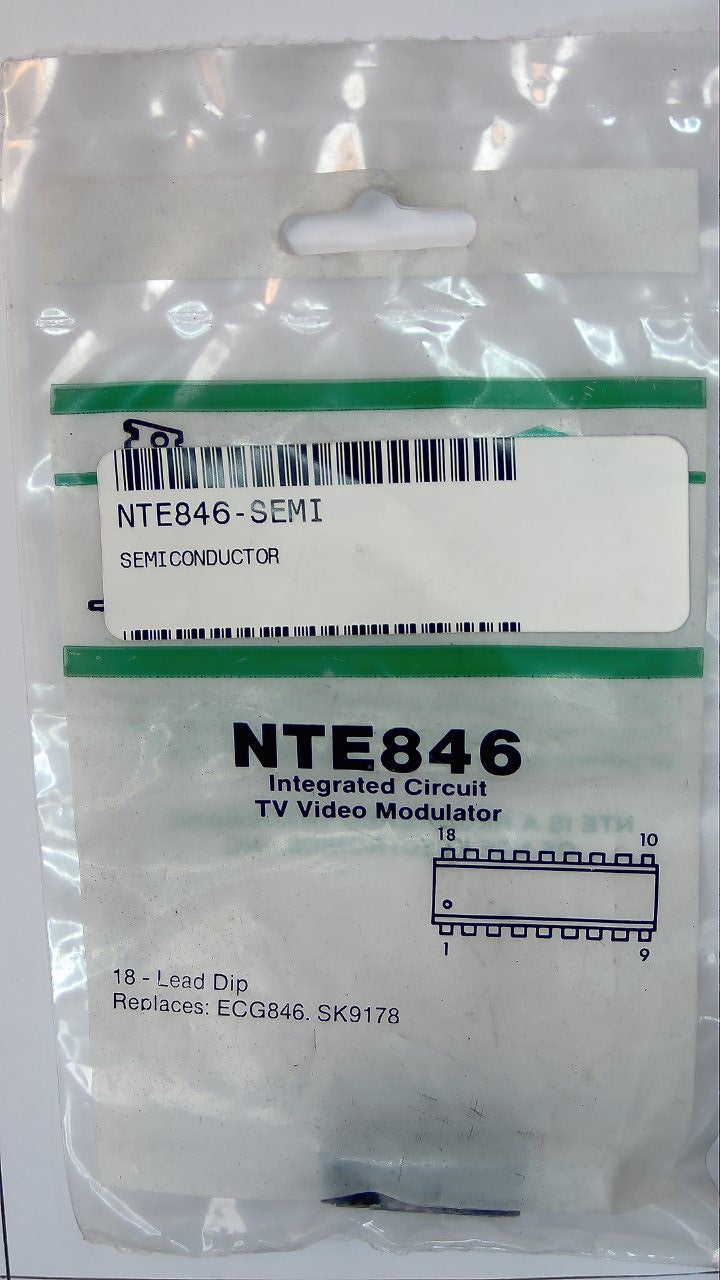 NTE846-SEMI
SEMICONDUCTOR
NTE846
Integrated Circuit
TV Video Modulator
18 10
1 9
18 - Lead Dip
Replaces: ECG846. SK9178